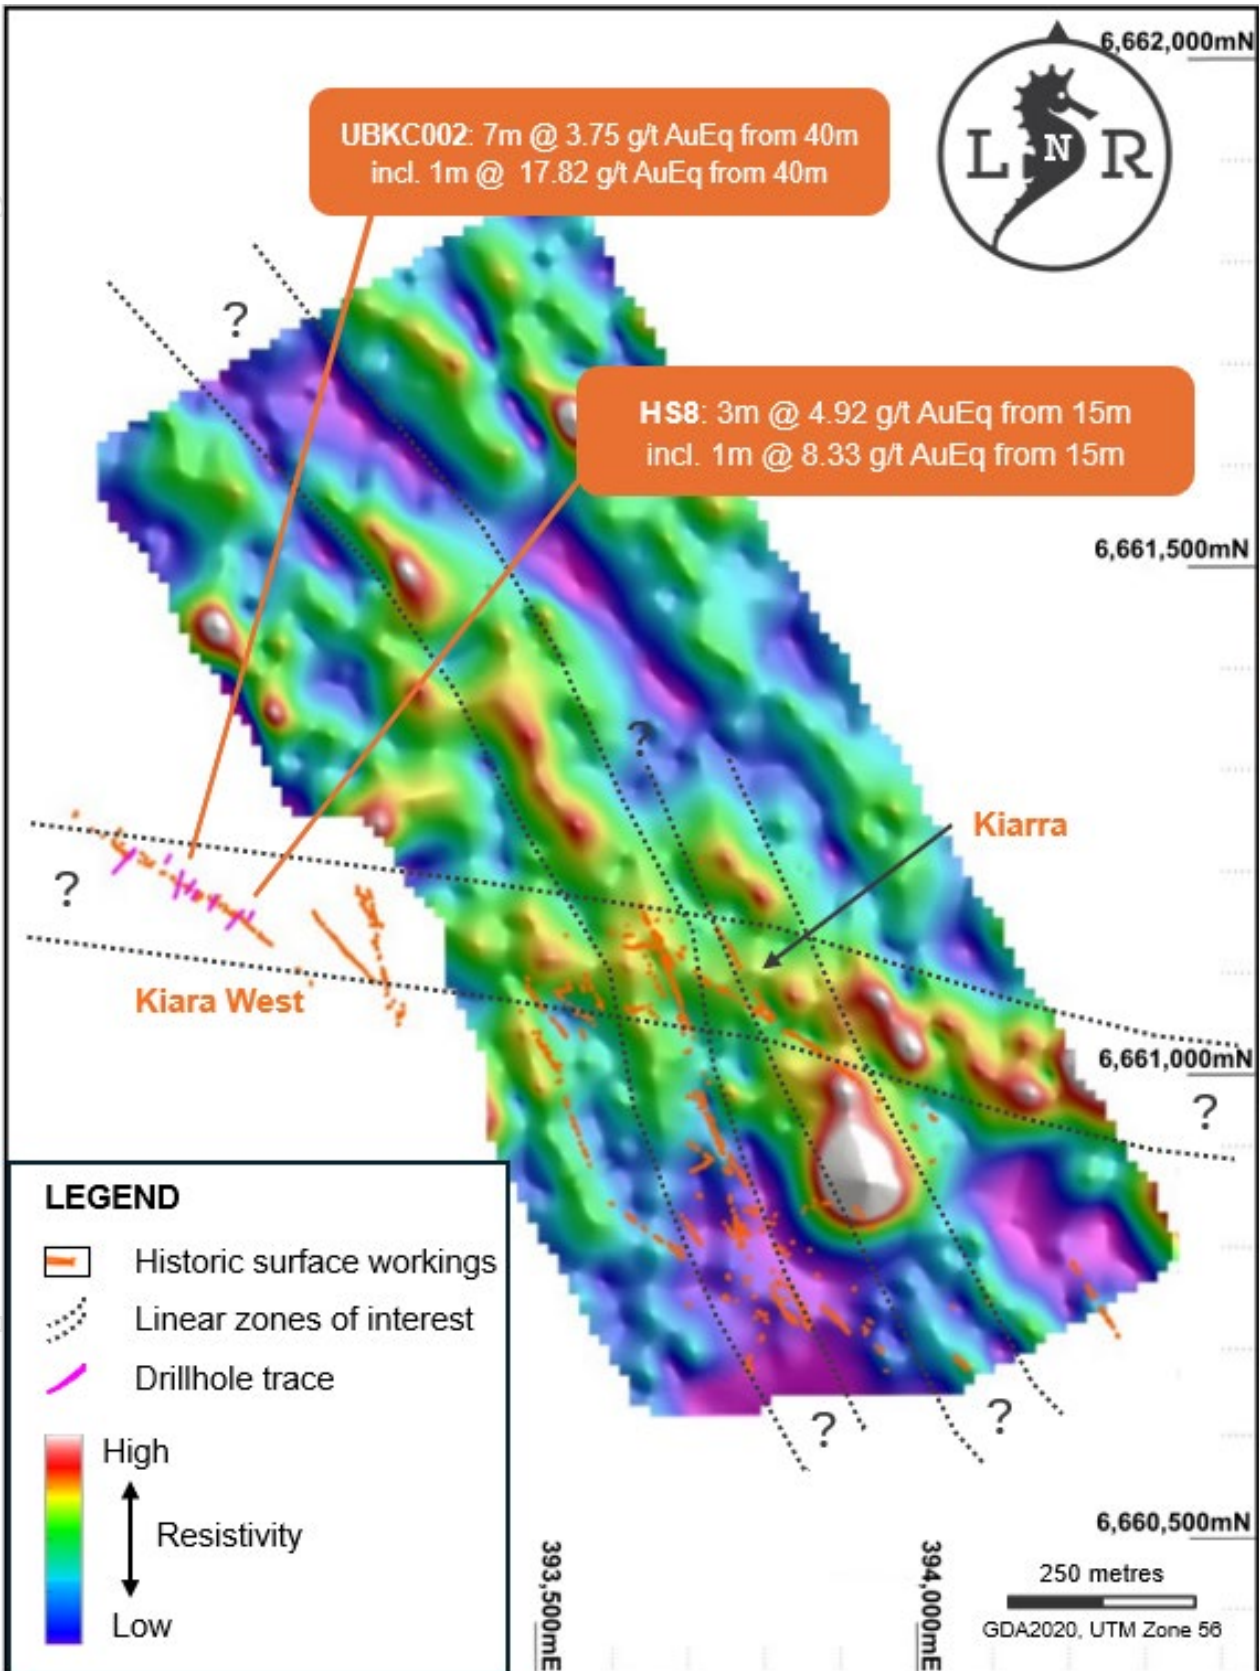 6,662,000mN
L N R
UBKC002: 7m @ 3.75 g/t AuEq from 40m
incl. 1m @  17.82 g/t AuEq from 40m
?
HS8: 3m @ 4.92 g/t AuEq from 15m
incl. 1m @ 8.33 g/t AuEq from 15m
6,661,500mN
?
Kiarra
?
Kiara West
6,661,000mN
?
LEGEND
Historic surface workings
Linear zones of interest
Drillhole trace
High
Resistivity
Low
?
?
6,660,500mN
393,500mE
394,000mE
250 metres
GDA2020, UTM Zone 56